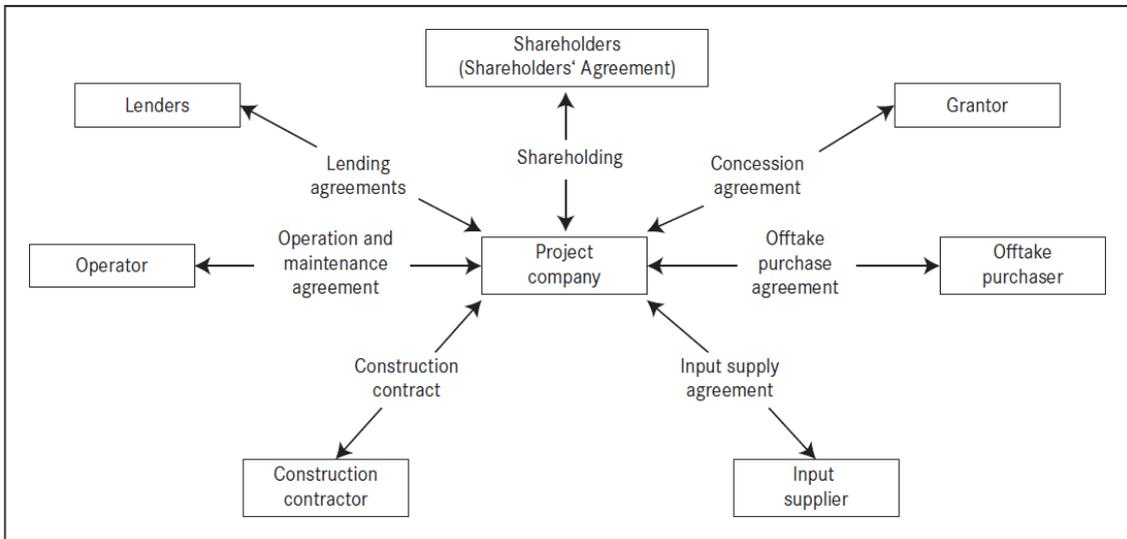 Shareholders
(Shareholders‘ Agreement)
Lenders
Grantor
Shareholding
Lending
agreements
Concession
agreement
Operator
Operation and
maintenance
agreement
Project
company
Offtake
purchase
agreement
Offtake
purchaser
Construction
contract
Input supply
agreement
Construction
contractor
Input
supplier